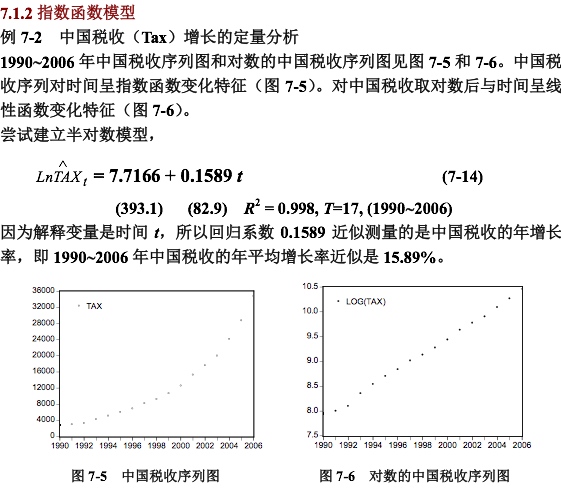 7.1.2 指数函数模型
例 7-2 中国税收（Tax）增长的定量分析
1990~2006 年中国税收序列图和对数的中国税收序列图见图 7-5 和 7-6。中国税
收序列对时间呈指数函数变化特征（图 7-5）。对中国税收取对数后与时间呈线
性函数变化特征（图 7-6）。
尝试建立半对数模型，
^
LnTAXt = 7.7166 + 0.1589 t (7-14)
(393.1) (82.9) R² = 0.998, T=17, (1990~2006)
因为解释变量是时间 t，所以回归系数 0.1589 近似测量的是中国税收的年增长
率，即 1990~2006 年中国税收的年平均增长率近似是 15.89%。
36000
32000
28000
24000
20000
16000
12000
8000
4000
0
TAX
1990 1992 1994 1996 1998 2000 2002 2004 2006
10.5
10.0
9.5
9.0
8.5
8.0
7.5
LOG(TAX)
1990 1992 1994 1996 1998 2000 2002 2004 2006
图 7-5 中国税收序列图
图 7-6 对数的中国税收序列图